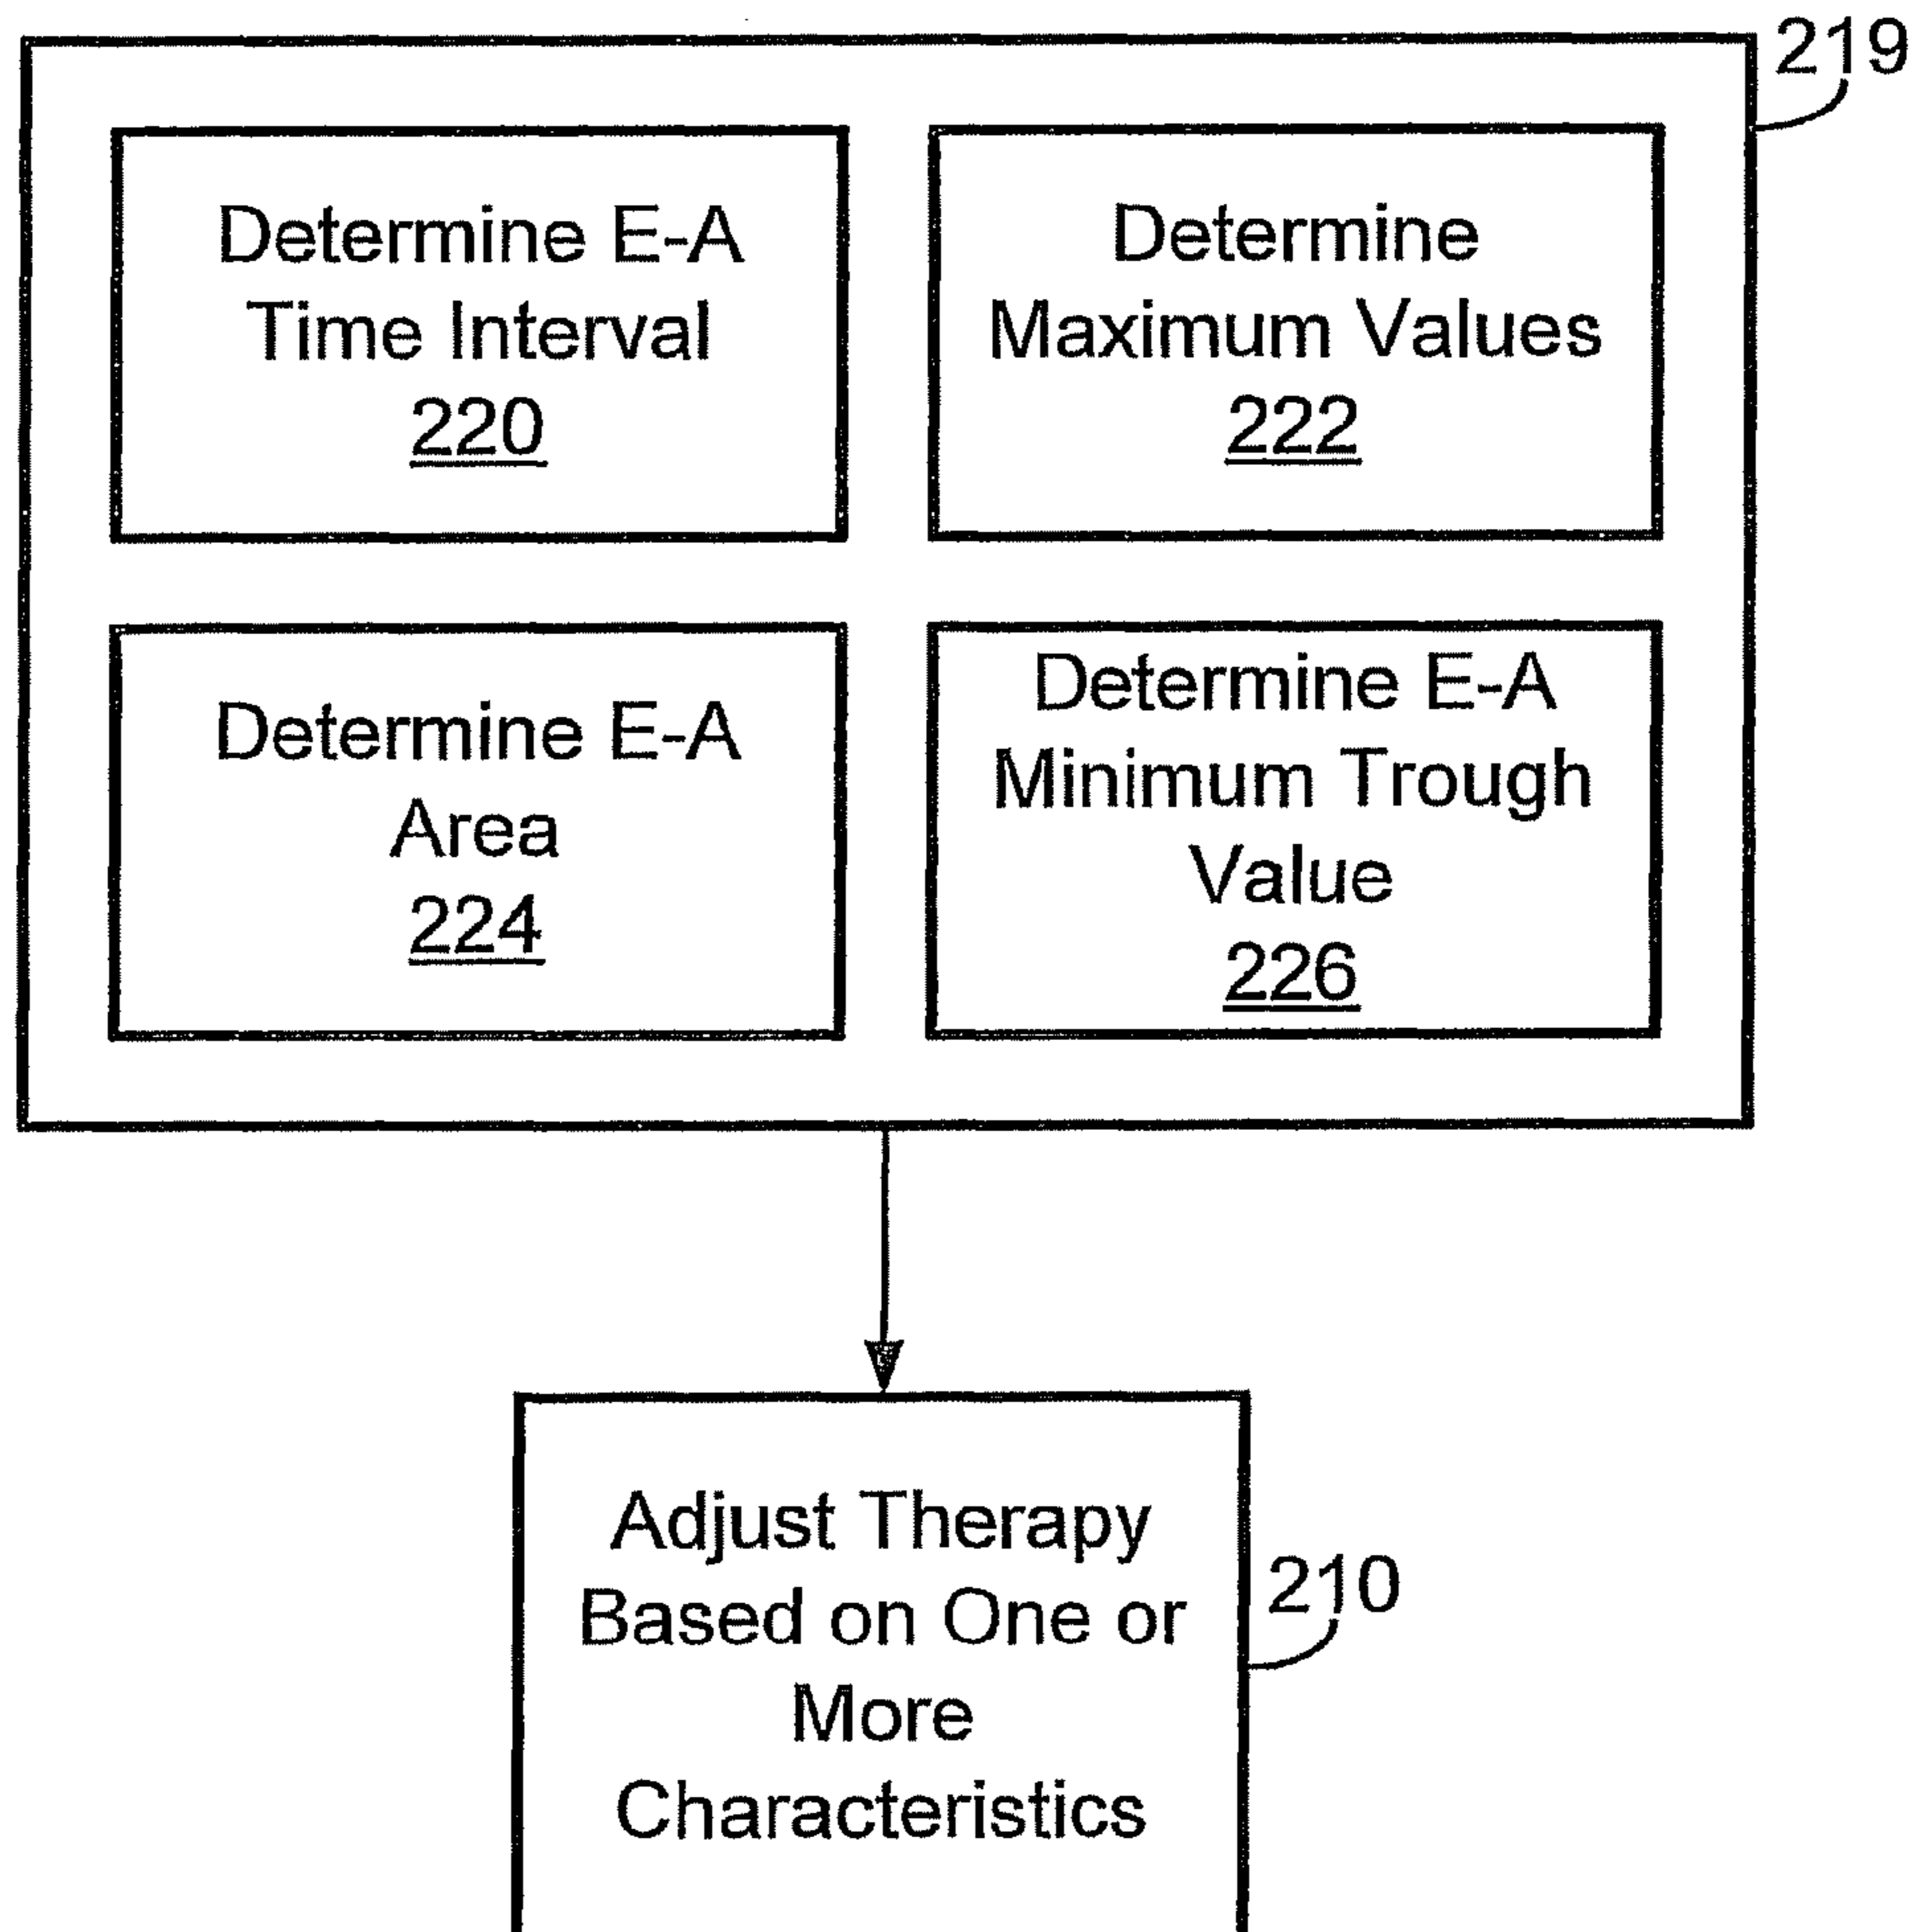 219
Determine E-A
Time Interval
220
Determine
Maximum Values
222
Determine E-A
Area
224
Determine E-A
Minimum Trough
Value
226
Adjust Therapy
Based on One or
More
Characteristics
210